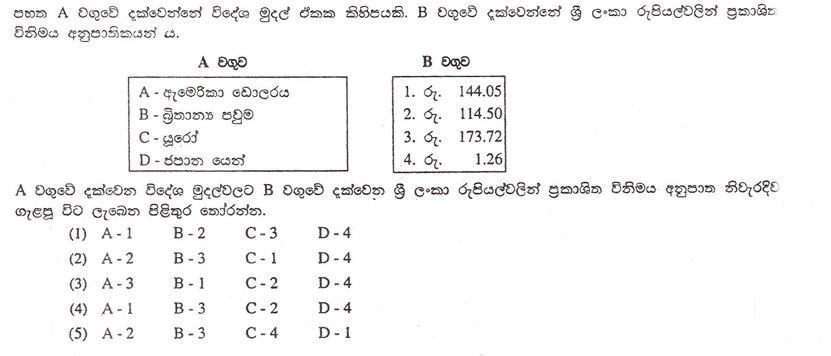 පහත A වගුවේ දක්වෙන්නේ විදේශ මුදල් ඒකක කිහිපයකි. B වගුවේ දක්වෙන්නේ ශ්‍රී ලංකා රුපියල්වලින් ප්‍රකාශිත
විනිමය අනුපාතිකයන් ය.
A වගුව B වගුව
A - ඇමෙරිකා ඩොලරය 1. රු. 144.05
B - බ්‍රිතාන්‍ය පවුම 2. රු. 114.50
C - යූරෝ 3. රු. 173.72
D - ජපාන යෙන් 4. රු. 1.26
A වගුවේ දක්වෙන විදේශ මුදල්වලට B වගුවේ දක්වෙන ශ්‍රී ලංකා රුපියල්වලින් ප්‍රකාශිත විනිමය අනුපාත නිවැරදිව
ගැළපූ විට ලැබෙන පිළිතුර තෝරන්න.
(1) A - 1 B - 2 C - 3 D - 4
(2) A - 2 B - 3 C - 1 D - 4
(3) A - 3 B - 1 C - 2 D - 4
(4) A - 1 B - 3 C - 2 D - 4
(5) A - 2 B - 3 C - 4 D - 1